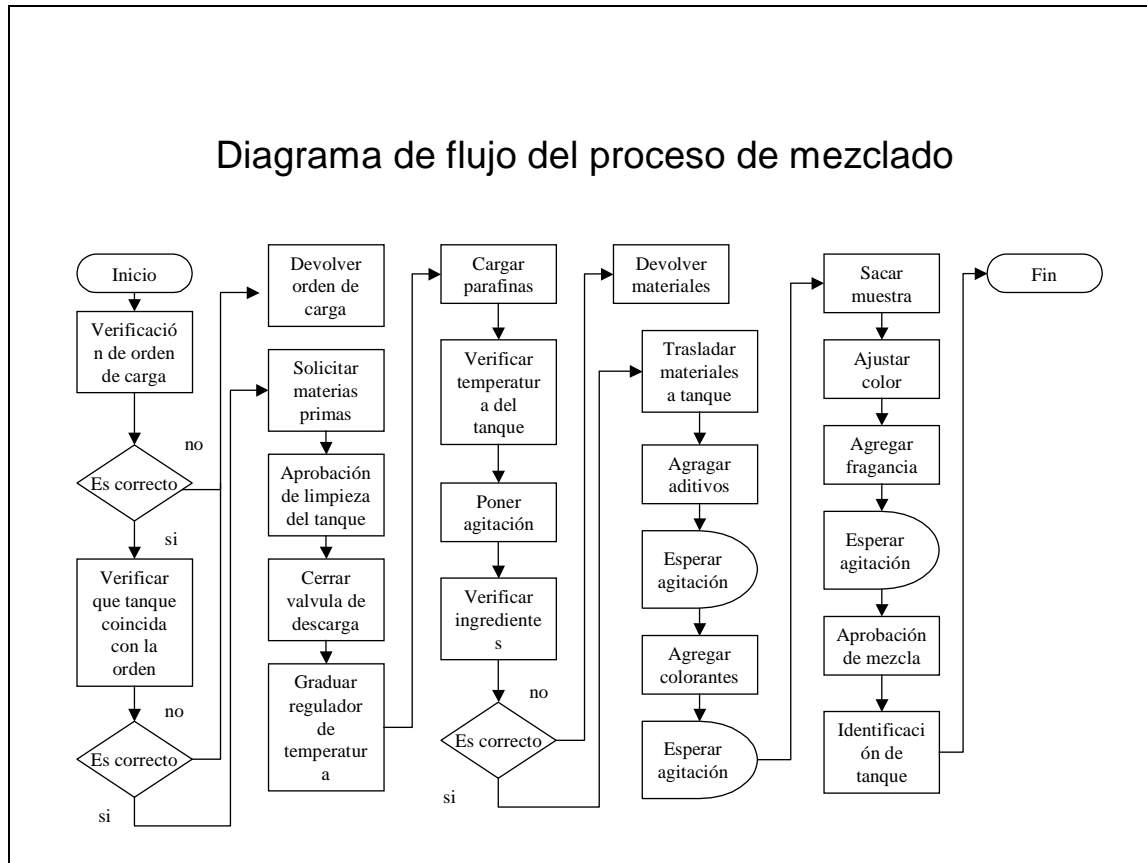 Diagrama de flujo del proceso de mezclado
Inicio
Verificació
n de orden
de carga
no
Es correcto
si
Verificar
que tanque
coincida
con la
orden
no
Es correcto
si
Devolver
orden de
carga
Solicitar
materias
primas
Aprobación
de limpieza
del tanque
Cerrar
valvula de
descarga
Graduar
regulador
de
temperatur
a
Cargar
parafinas
Verificar
temperatur
a del
tanque
Poner
agitación
Verificar
ingrediente
s
no
Es correcto
si
Devolver
materiales
Trasladar
materiales
a tanque
Agragar
aditivos
Esperar
agitación
Agregar
colorantes
Esperar
agitación
Sacar
muestra
Ajustar
color
Agregar
fragancia
Esperar
agitación
Aprobación
de mezcla
Identificaci
ón de
tanque
Fin